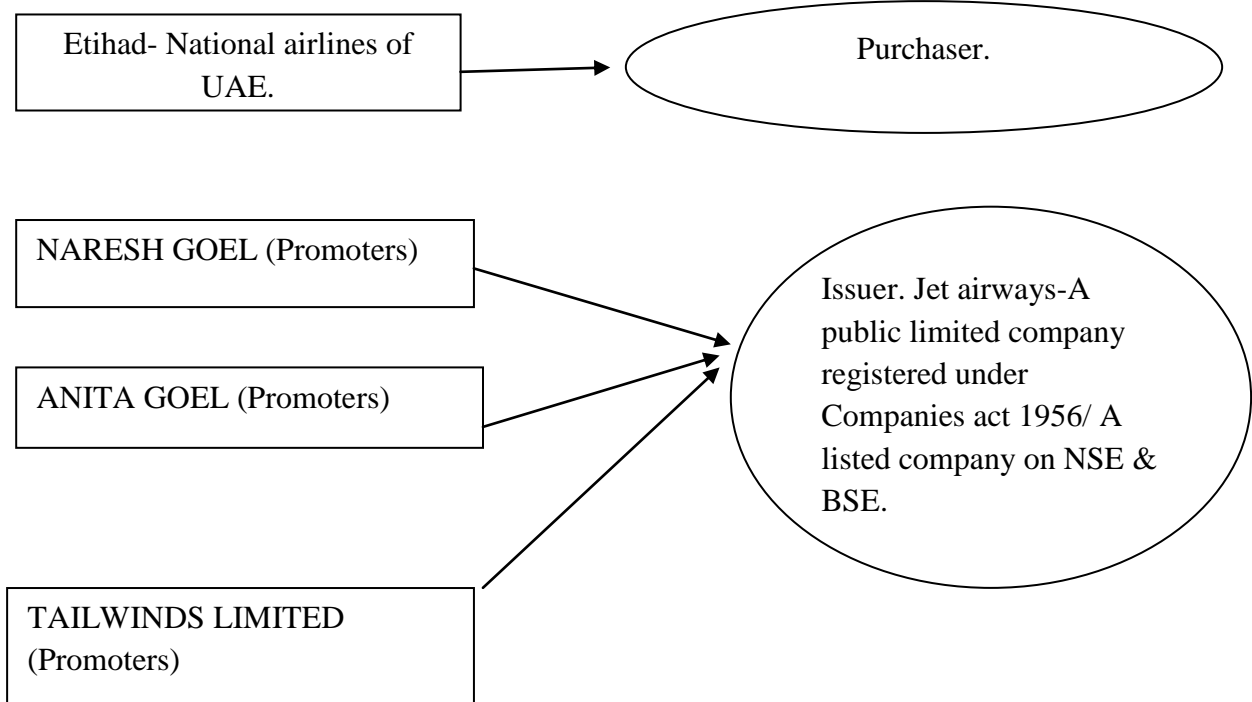 Etihad- National airlines of
UAE.
Purchaser.
NARESH GOEL (Promoters)
ANITA GOEL (Promoters)
TAILWINDS LIMITED
(Promoters)
Issuer. Jet airways-A
public limited company
registered under
Companies act 1956/ A
listed company on NSE &
BSE.